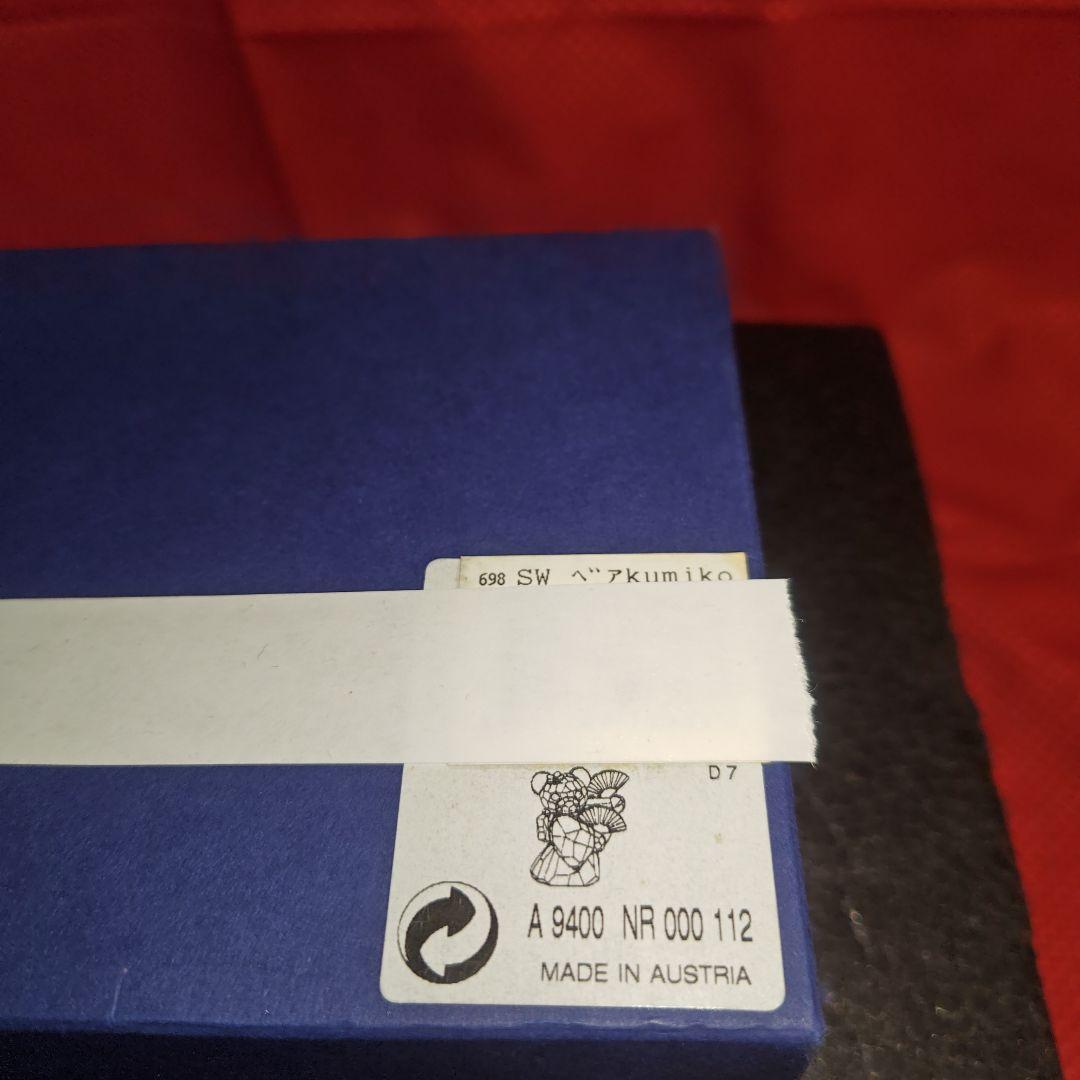 698 SW ベアkumiko
D7
A 9400 NR 000 112
MADE IN AUSTRIA